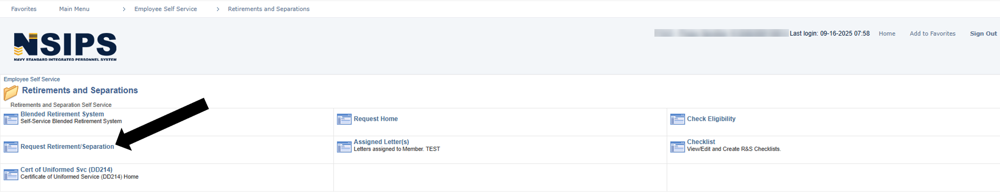 Favorites Main Menu > Employee Self Service > Retirements and Separations
NSIPS
NAVY STANDARD INTEGRATED PERSONNEL SYSTEM
Last login: 09-16-2025 07:58 Home Add to Favorites Sign Out
Employee Self Service
Retirements and Separations
Retirements and Separation Self Service
Blended Retirement System
Self-Service Blended Retirement System
Request Home
Check Eligibility
Request Retirement/Separation
Assigned Letter(s)
Letters assigned to Member. TEST
Checklist
View/Edit and Create R&S Checklists.
Cert of Uniformed Svc (DD214)
Certificate of Uniformed Service (DD214) Home